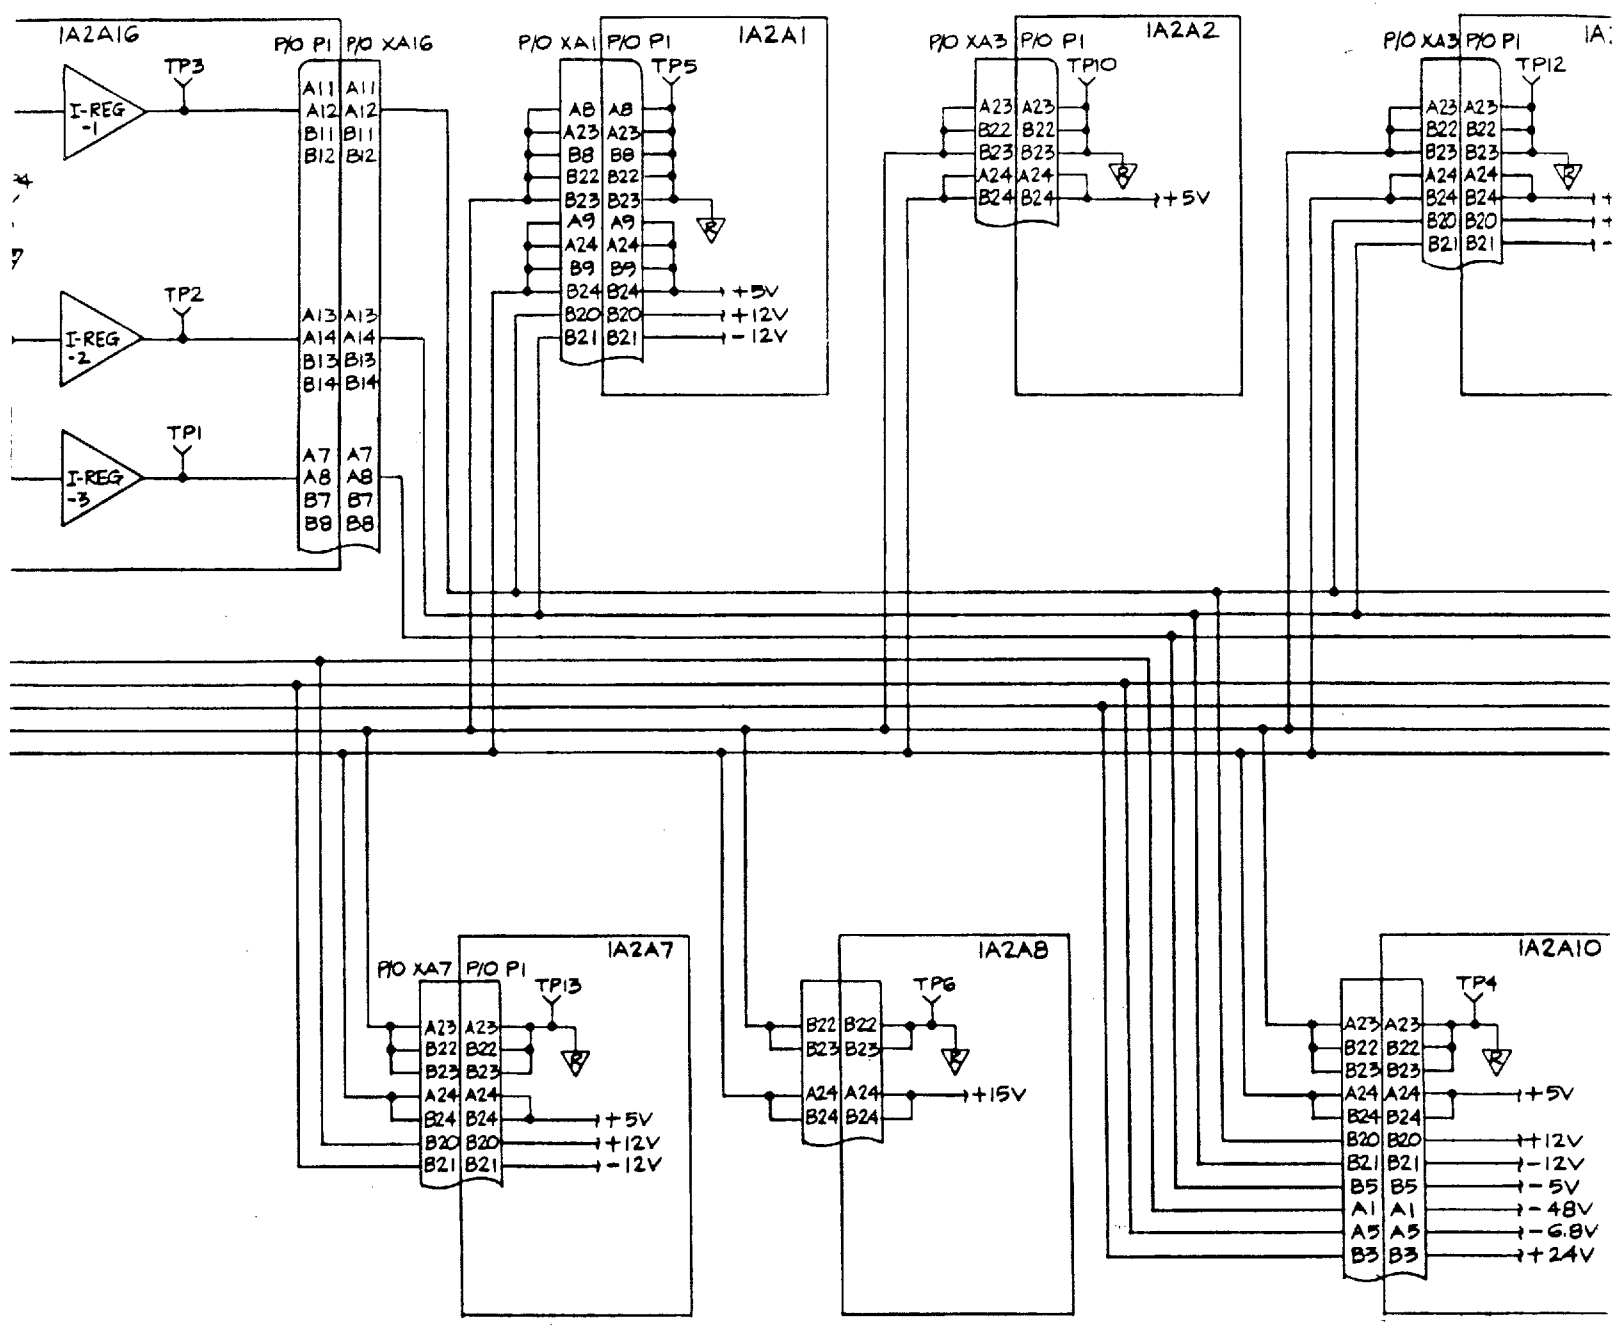 1A2A16
P/O P1 P/O XA16
TP3
I-REG
-1
A11 A11
A12 A12
B11 B11
B12 B12
TP2
I-REG
-2
A13 A13
A14 A14
B13 B13
B14 B14
TP1
I-REG
-3
A7 A7
A8 A8
B7 B7
B8 B8
1A2A1
P/O XA1 P/O P1
TP5
A8 A8
A23 A23
B8 B8
B22 B22
B23 B23
R
A9 A9
A24 A24
B9 B9
B24 B24 +5V
B20 B20 +12V
B21 B21 -12V
1A2A2
P/O XA3 P/O P1
TP10
A23 A23
B22 B22
B23 B23
R
A24 A24
B24 B24 +5V
P/O XA3 P/O P1
TP12
A23 A23
B22 B22
B23 B23
R
A24 A24
B24 B24 +
B20 B20 +
B21 B21 -
1A2A7
P/O XA7 P/O P1
TP13
A23 A23
B22 B22
B23 B23
R
A24 A24
B24 B24 +5V
B20 B20 +12V
B21 B21 -12V
1A2A8
TP6
B22 B22
B23 B23
R
A24 A24 +15V
B24 B24
1A2A10
TP4
A23 A23
B22 B22
B23 B23
R
A24 A24 +5V
B24 B24
B20 B20 +12V
B21 B21 -12V
B5 B5 -5V
A1 A1 -48V
A5 A5 -6.8V
B3 B3 +24V